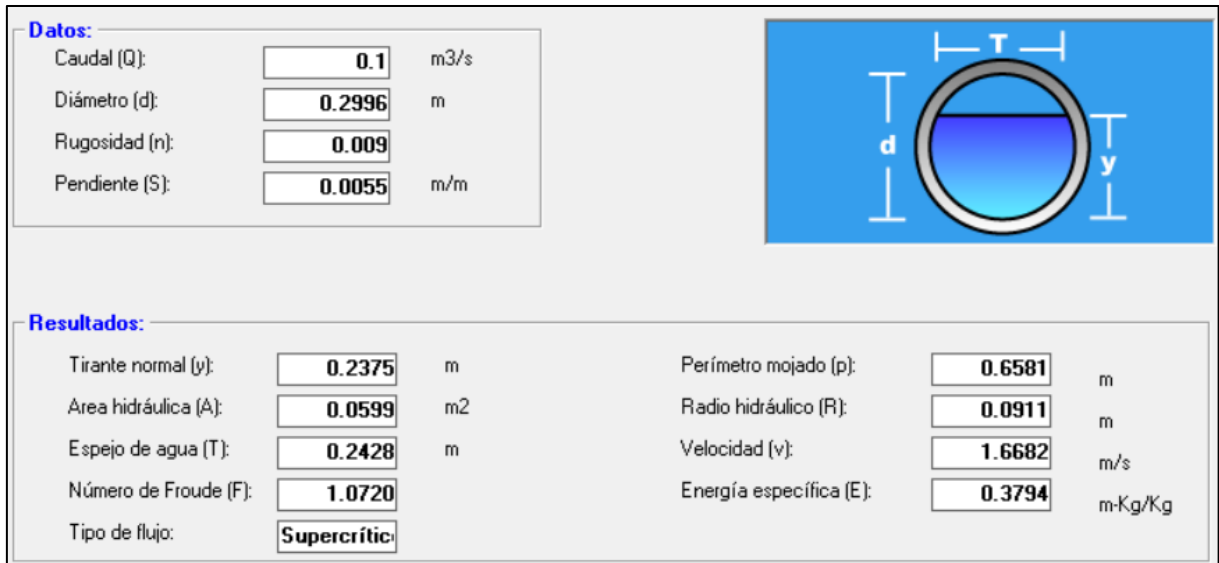 Datos:
Caudal (Q): 0.1 m3/s
Diámetro (d): 0.2996 m
Rugosidad (n): 0.009
Pendiente (S): 0.0055 m/m
T
d
y
Resultados:
Tirante normal (y): 0.2375 m
Perímetro mojado (p): 0.6581 m
Area hidráulica (A): 0.0599 m2
Radio hidráulico (R): 0.0911 m
Espejo de agua (T): 0.2428 m
Velocidad (v): 1.6682 m/s
Número de Froude (F): 1.0720
Energía específica (E): 0.3794 m-Kg/Kg
Tipo de flujo: Supercrític